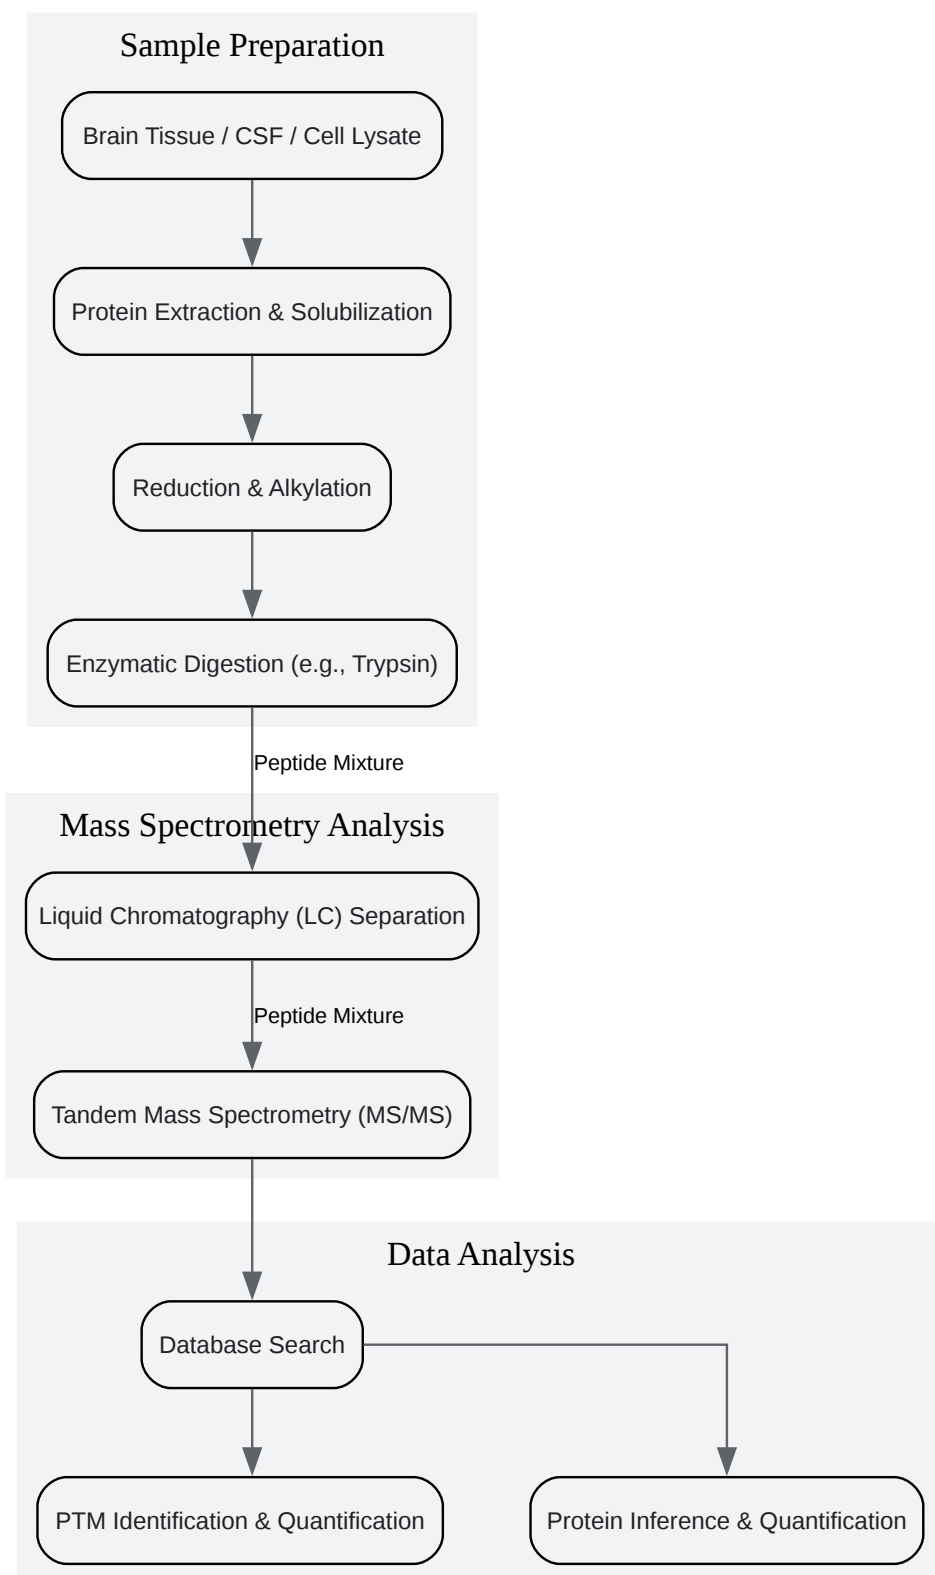 Sample Preparation
Brain Tissue / CSF / Cell Lysate
Protein Extraction & Solubilization
Reduction & Alkylation
Enzymatic Digestion (e.g., Trypsin)
Peptide Mixture
Mass Spectrometry Analysis
Liquid Chromatography (LC) Separation
Peptide Mixture
Tandem Mass Spectrometry (MS/MS)
Data Analysis
Database Search
PTM Identification & Quantification
Protein Inference & Quantification